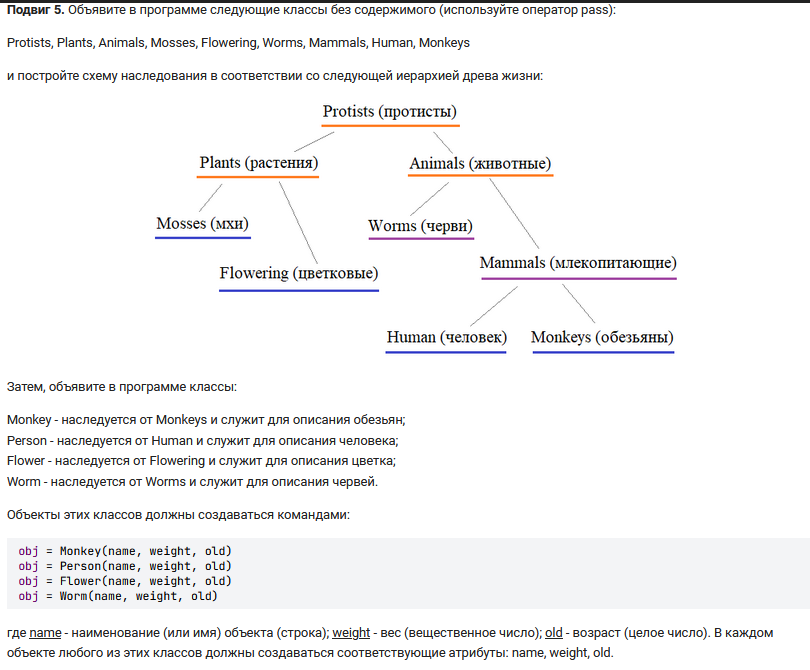 Подвиг 5. Объявите в программе следующие классы без содержимого (используйте оператор pass):
Protists, Plants, Animals, Mosses, Flowering, Worms, Mammals, Human, Monkeys
и постройте схему наследования в соответствии со следующей иерархией древа жизни:
Protists (протисты)
Plants (растения)
Animals (животные)
Mosses (мхи)
Worms (черви)
Flowering (цветковые)
Mammals (млекопитающие)
Human (человек)
Monkeys (обезьяны)
Затем, объявите в программе классы:
Monkey - наследуется от Monkeys и служит для описания обезьян;
Person - наследуется от Human и служит для описания человека;
Flower - наследуется от Flowering и служит для описания цветка;
Worm - наследуется от Worms и служит для описания червей.
Объекты этих классов должны создаваться командами:
obj = Monkey(name, weight, old)
obj = Person(name, weight, old)
obj = Flower(name, weight, old)
obj = Worm(name, weight, old)
где name - наименование (или имя) объекта (строка); weight - вес (вещественное число); old - возраст (целое число). В каждом
объекте любого из этих классов должны создаваться соответствующие атрибуты: name, weight, old.